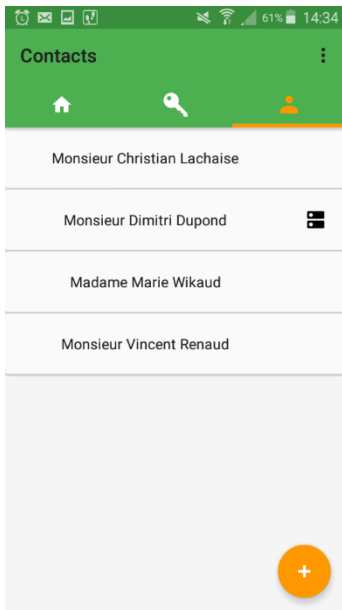 61% 14:34
Contacts
Monsieur Christian Lachaise
Monsieur Dimitri Dupond
Madame Marie Wikaud
Monsieur Vincent Renaud
+